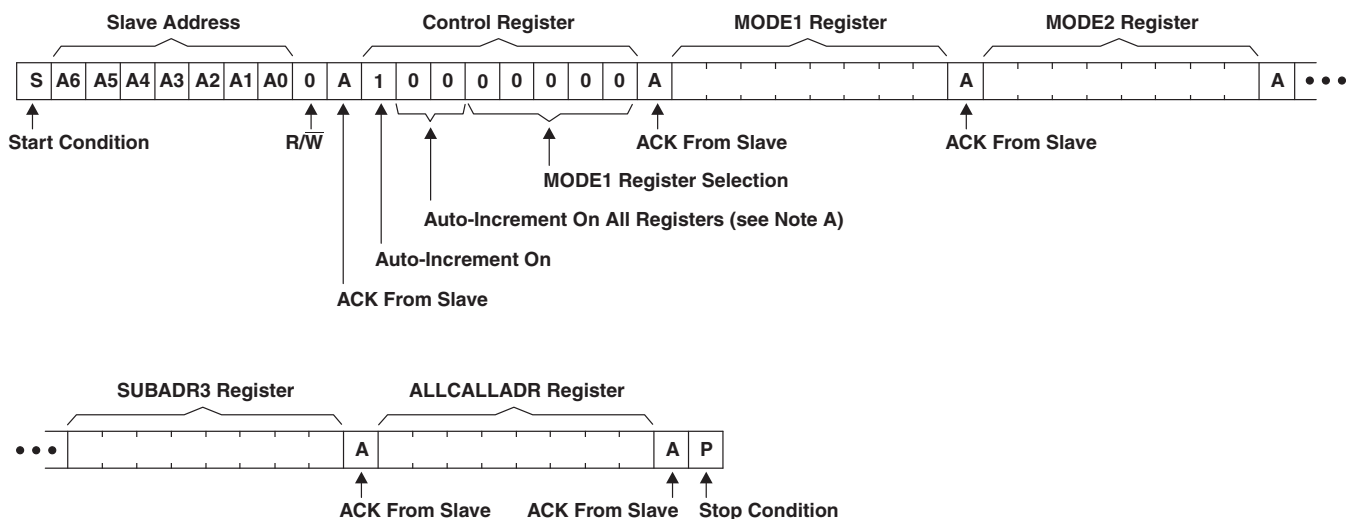 Slave Address Control Register MODE1 Register MODE2 Register
S A6 A5 A4 A3 A2 A1 A0 0 A 1 0 0 0 0 0 0 0 A A A •••
Start Condition R/W̅ ACK From Slave ACK From Slave
MODE1 Register Selection
Auto-Increment On All Registers (see Note A)
Auto-Increment On
ACK From Slave
SUBADR3 Register ALLCALLADR Register
••• A A P
ACK From Slave ACK From Slave Stop Condition